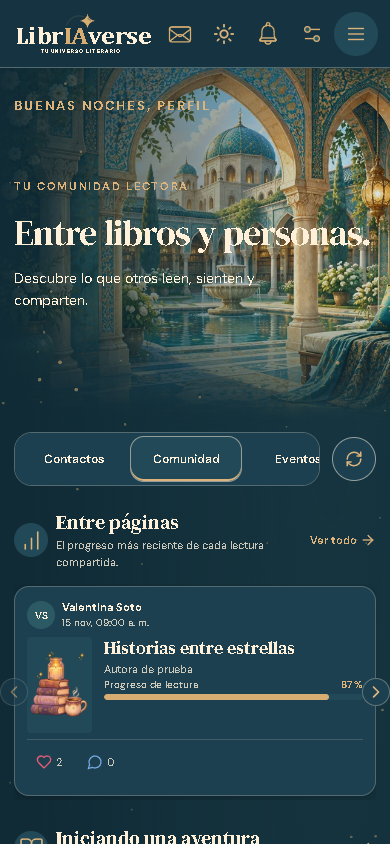 LibrIAverse
TU UNIVERSO LITERARIO
BUENAS NOCHES, PERFIL
TU COMUNIDAD LECTORA
Entre libros y personas.
Descubre lo que otros leen, sienten y
comparten.
Contactos
Comunidad
Eventos
Entre páginas
El progreso más reciente de cada lectura
compartida.
Ver todo
VS
Valentina Soto
15 nov, 09:00 a. m.
Historias entre estrellas
Autora de prueba
Progreso de lectura
87%
2
0
Iniciando una aventura